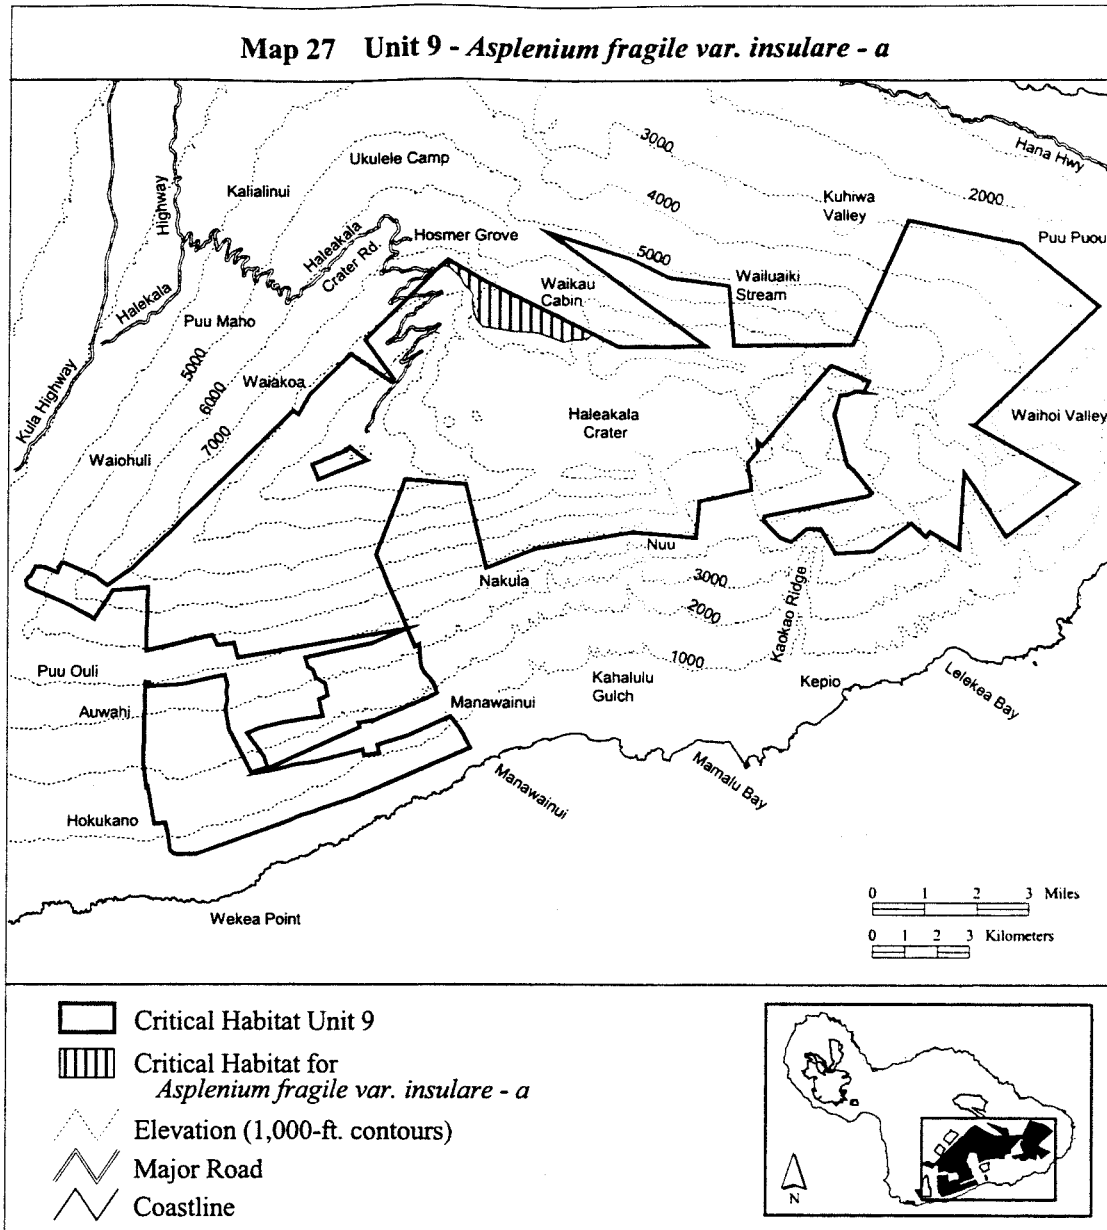 Map 27 Unit 9 - Asplenium fragile var. insulare - a
3000
Hana Hwy
Ukulele Camp
Kalialinui
Highway
4000
Kuhiwa
Valley
2000
Puu Puou
Haleakala
Crater Rd.
Hosmer Grove
5000
Waikau
Cabin
Wailuaiki
Stream
Halekala
Puu Maho
5000
6000
7000
Kula Highway
Waiakoa
Haleakala
Crater
Waihoi Valley
Waiohuli
Nuu
Nakula
3000
2000
1000
Kaokao Ridge
Puu Ouli
Auwahi
Manawainui
Kahalulu
Gulch
Kepio
Lelekea Bay
Mamalu Bay
Manawainui
Hokukano
Wekea Point
0 1 2 3 Miles
0 1 2 3 Kilometers
Critical Habitat Unit 9
Critical Habitat for
Asplenium fragile var. insulare - a
Elevation (1,000-ft. contours)
Major Road
Coastline
N